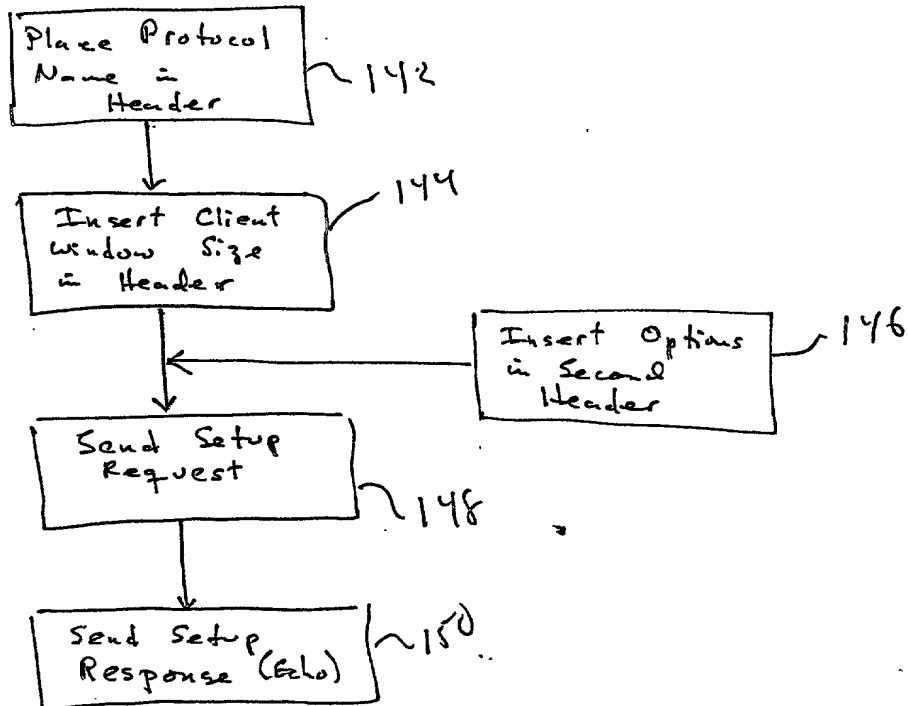 Place Protocol
Name in
Header
142
Insert Client
Window Size
in Header
144
Insert Options
in Second
Header
146
Send Setup
Request
148
Send Setup
Response (Echo)
150